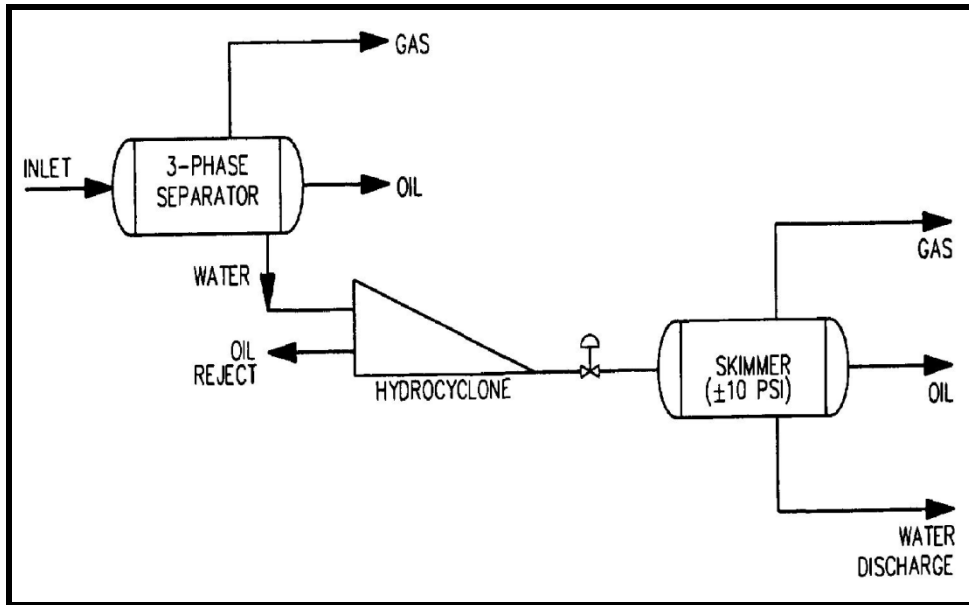 GAS
INLET
3-PHASE
SEPARATOR
OIL
WATER
OIL
REJECT
HYDROCYCLONE
GAS
SKIMMER
(±10 PSI)
OIL
WATER
DISCHARGE